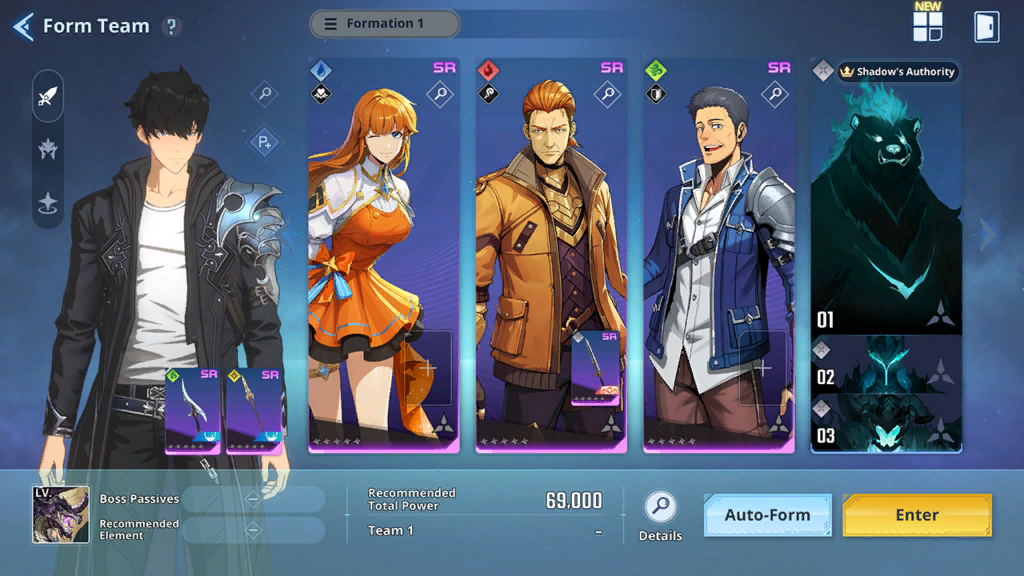 Form Team ?
Formation 1
NEW
P+
SR
SR
SR
Shadow's Authority
SR
SR
SR
01
02
03
LV
Boss Passives
–
Recommended
Element
–
Recommended
Total Power
69,000
Team 1
–
Details
Auto-Form
Enter